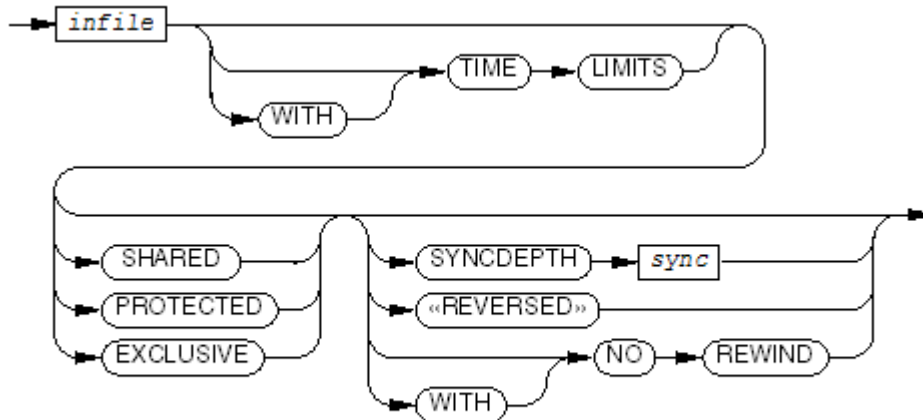 infile
TIME LIMITS
WITH
SHARED SYNCDEPTH sync
PROTECTED «REVERSED»
EXCLUSIVE NO REWIND
WITH